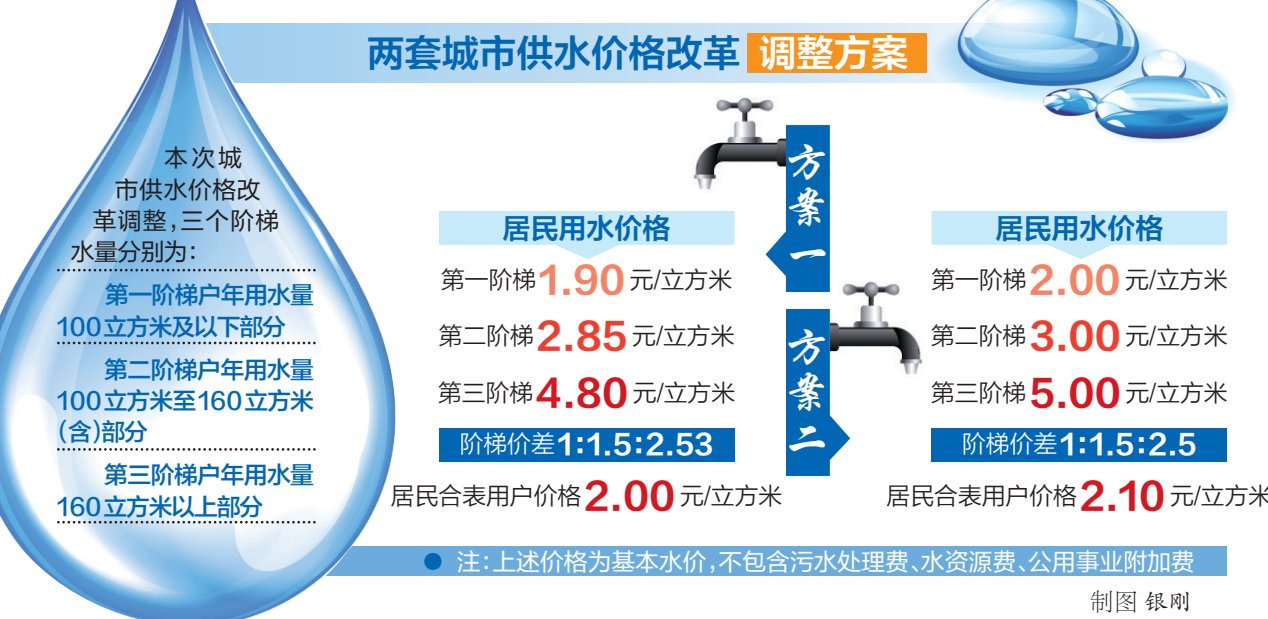 两套城市供水价格改革 调整方案
本次城
市供水价格改
革调整,三个阶梯
水量分别为:
第一阶梯户年用水量
100立方米及以下部分
第二阶梯户年用水量
100立方米至160立方米
(含)部分
第三阶梯户年用水量
160立方米以上部分
方案一
居民用水价格
第一阶梯1.90元/立方米
第二阶梯2.85元/立方米
第三阶梯4.80元/立方米
阶梯价差1:1.5:2.53
居民合表用户价格2.00元/立方米
方案二
居民用水价格
第一阶梯2.00元/立方米
第二阶梯3.00元/立方米
第三阶梯5.00元/立方米
阶梯价差1:1.5:2.5
居民合表用户价格2.10元/立方米
● 注:上述价格为基本水价,不包含污水处理费、水资源费、公用事业附加费
制图 银刚